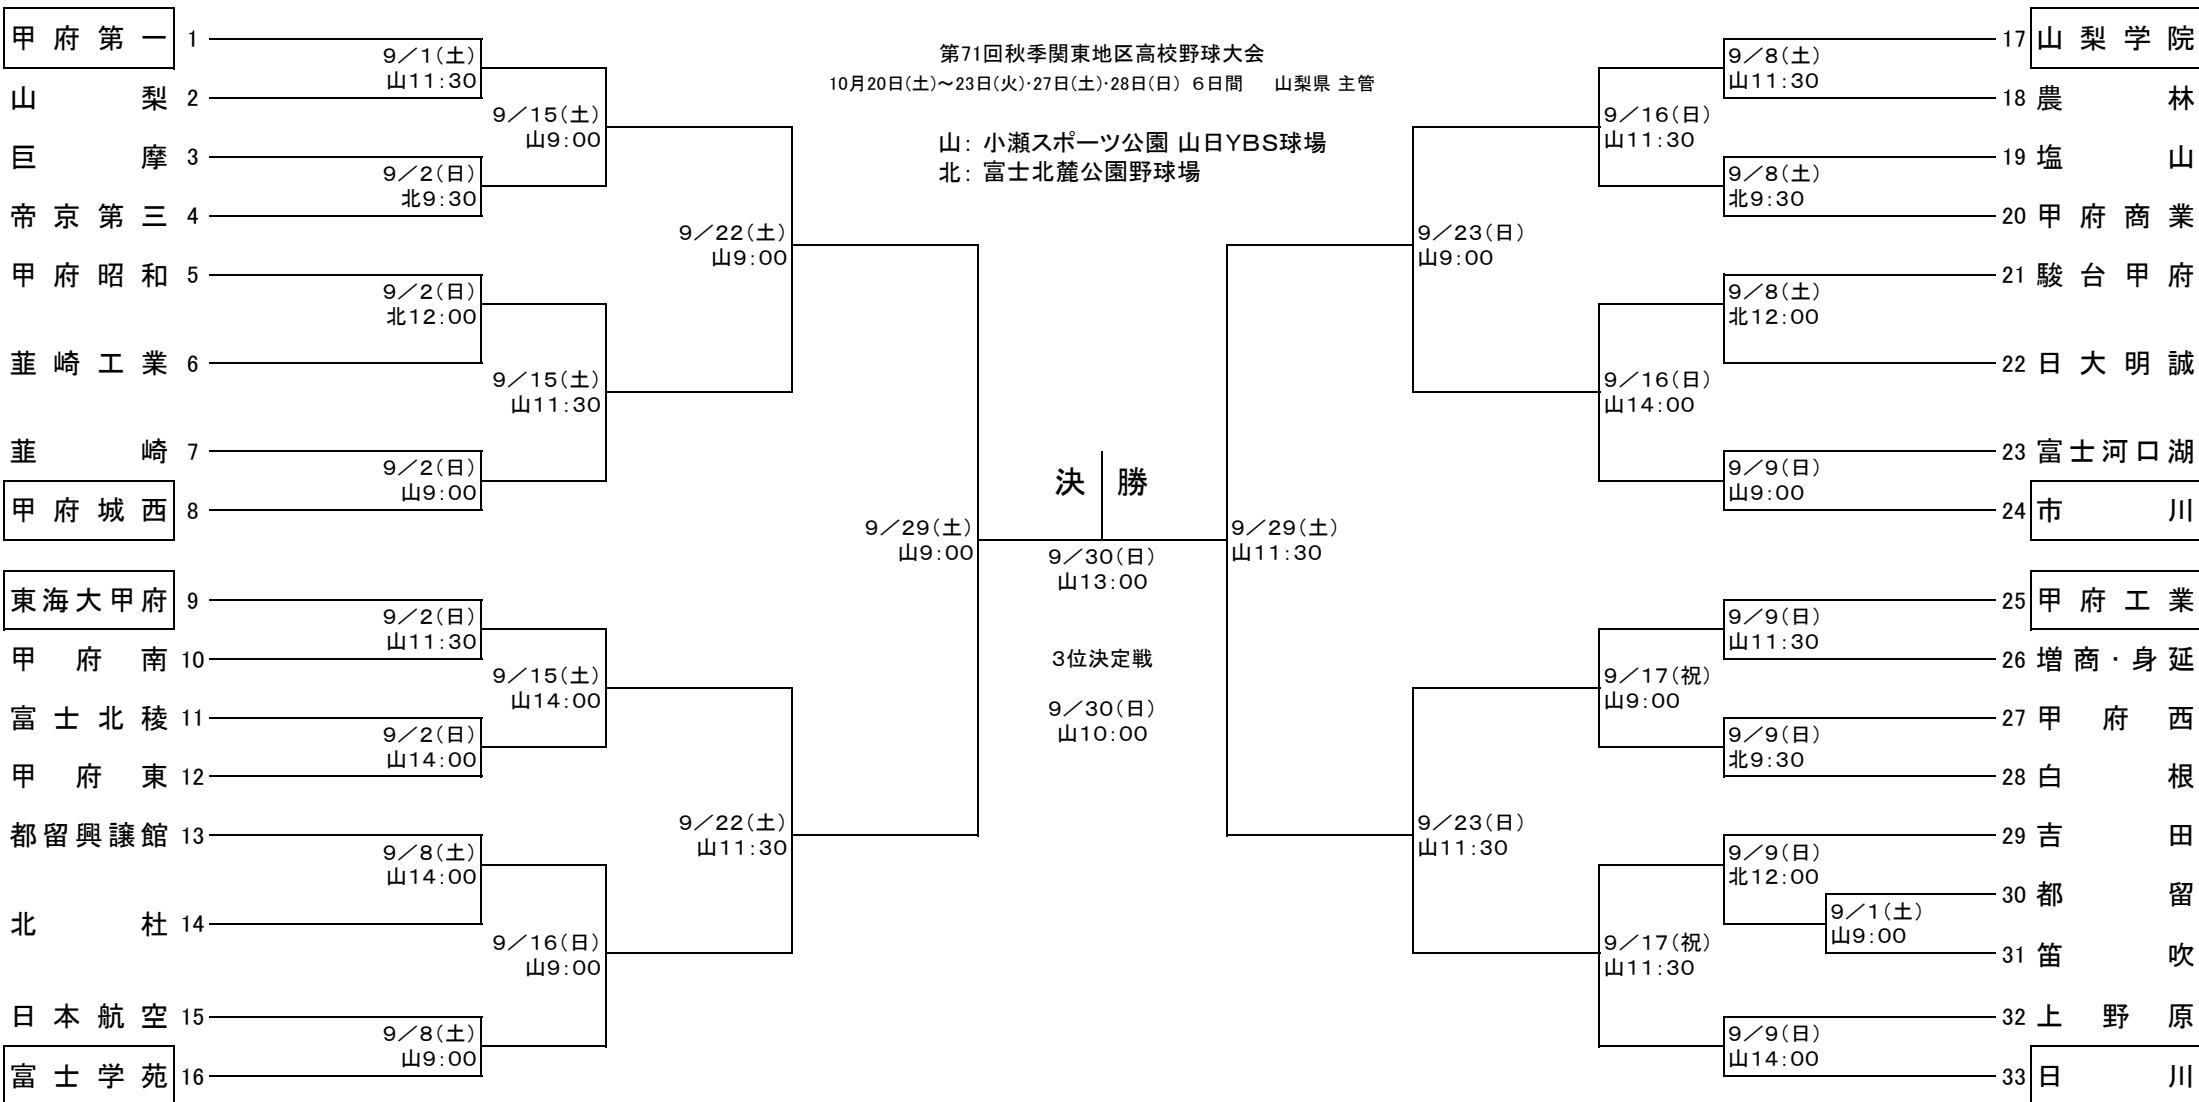 第71回秋季関東地区高校野球大会
10月20日(土)～23日(火)・27日(土)・28日(日) 6日間 山梨県 主管
山: 小瀬スポーツ公園 山日YBS球場
北: 富士北麓公園野球場
甲府第一 1
山梨 2
巨摩 3
帝京第三 4
甲府昭和 5
韮崎工業 6
韮崎 7
甲府城西 8
東海大甲府 9
甲府南 10
富士北稜 11
甲府東 12
都留興譲館 13
北杜 14
日本航空 15
富士学苑 16
9／1(土)
山11:30
9／2(日)
北9:30
9／2(日)
北12:00
9／2(日)
山9:00
9／2(日)
山11:30
9／2(日)
山14:00
9／8(土)
山14:00
9／8(土)
山9:00
9／15(土)
山9:00
9／15(土)
山11:30
9／15(土)
山14:00
9／16(日)
山9:00
9／22(土)
山9:00
9／22(土)
山11:30
9／29(土)
山9:00
決勝
9／30(日)
山13:00
3位決定戦
9／30(日)
山10:00
9／29(土)
山11:30
9／23(日)
山9:00
9／23(日)
山11:30
9／16(日)
山11:30
9／16(日)
山14:00
9／17(祝)
山9:00
9／17(祝)
山11:30
9／8(土)
山11:30
9／8(土)
北9:30
9／8(土)
北12:00
9／9(日)
山9:00
9／9(日)
山11:30
9／9(日)
北9:30
9／9(日)
北12:00
9／1(土)
山9:00
9／9(日)
山14:00
17 山梨学院
18 農林
19 塩山
20 甲府商業
21 駿台甲府
22 日大明誠
23 富士河口湖
24 市川
25 甲府工業
26 増商・身延
27 甲府西
28 白根
29 吉田
30 都留
31 笛吹
32 上野原
33 日川